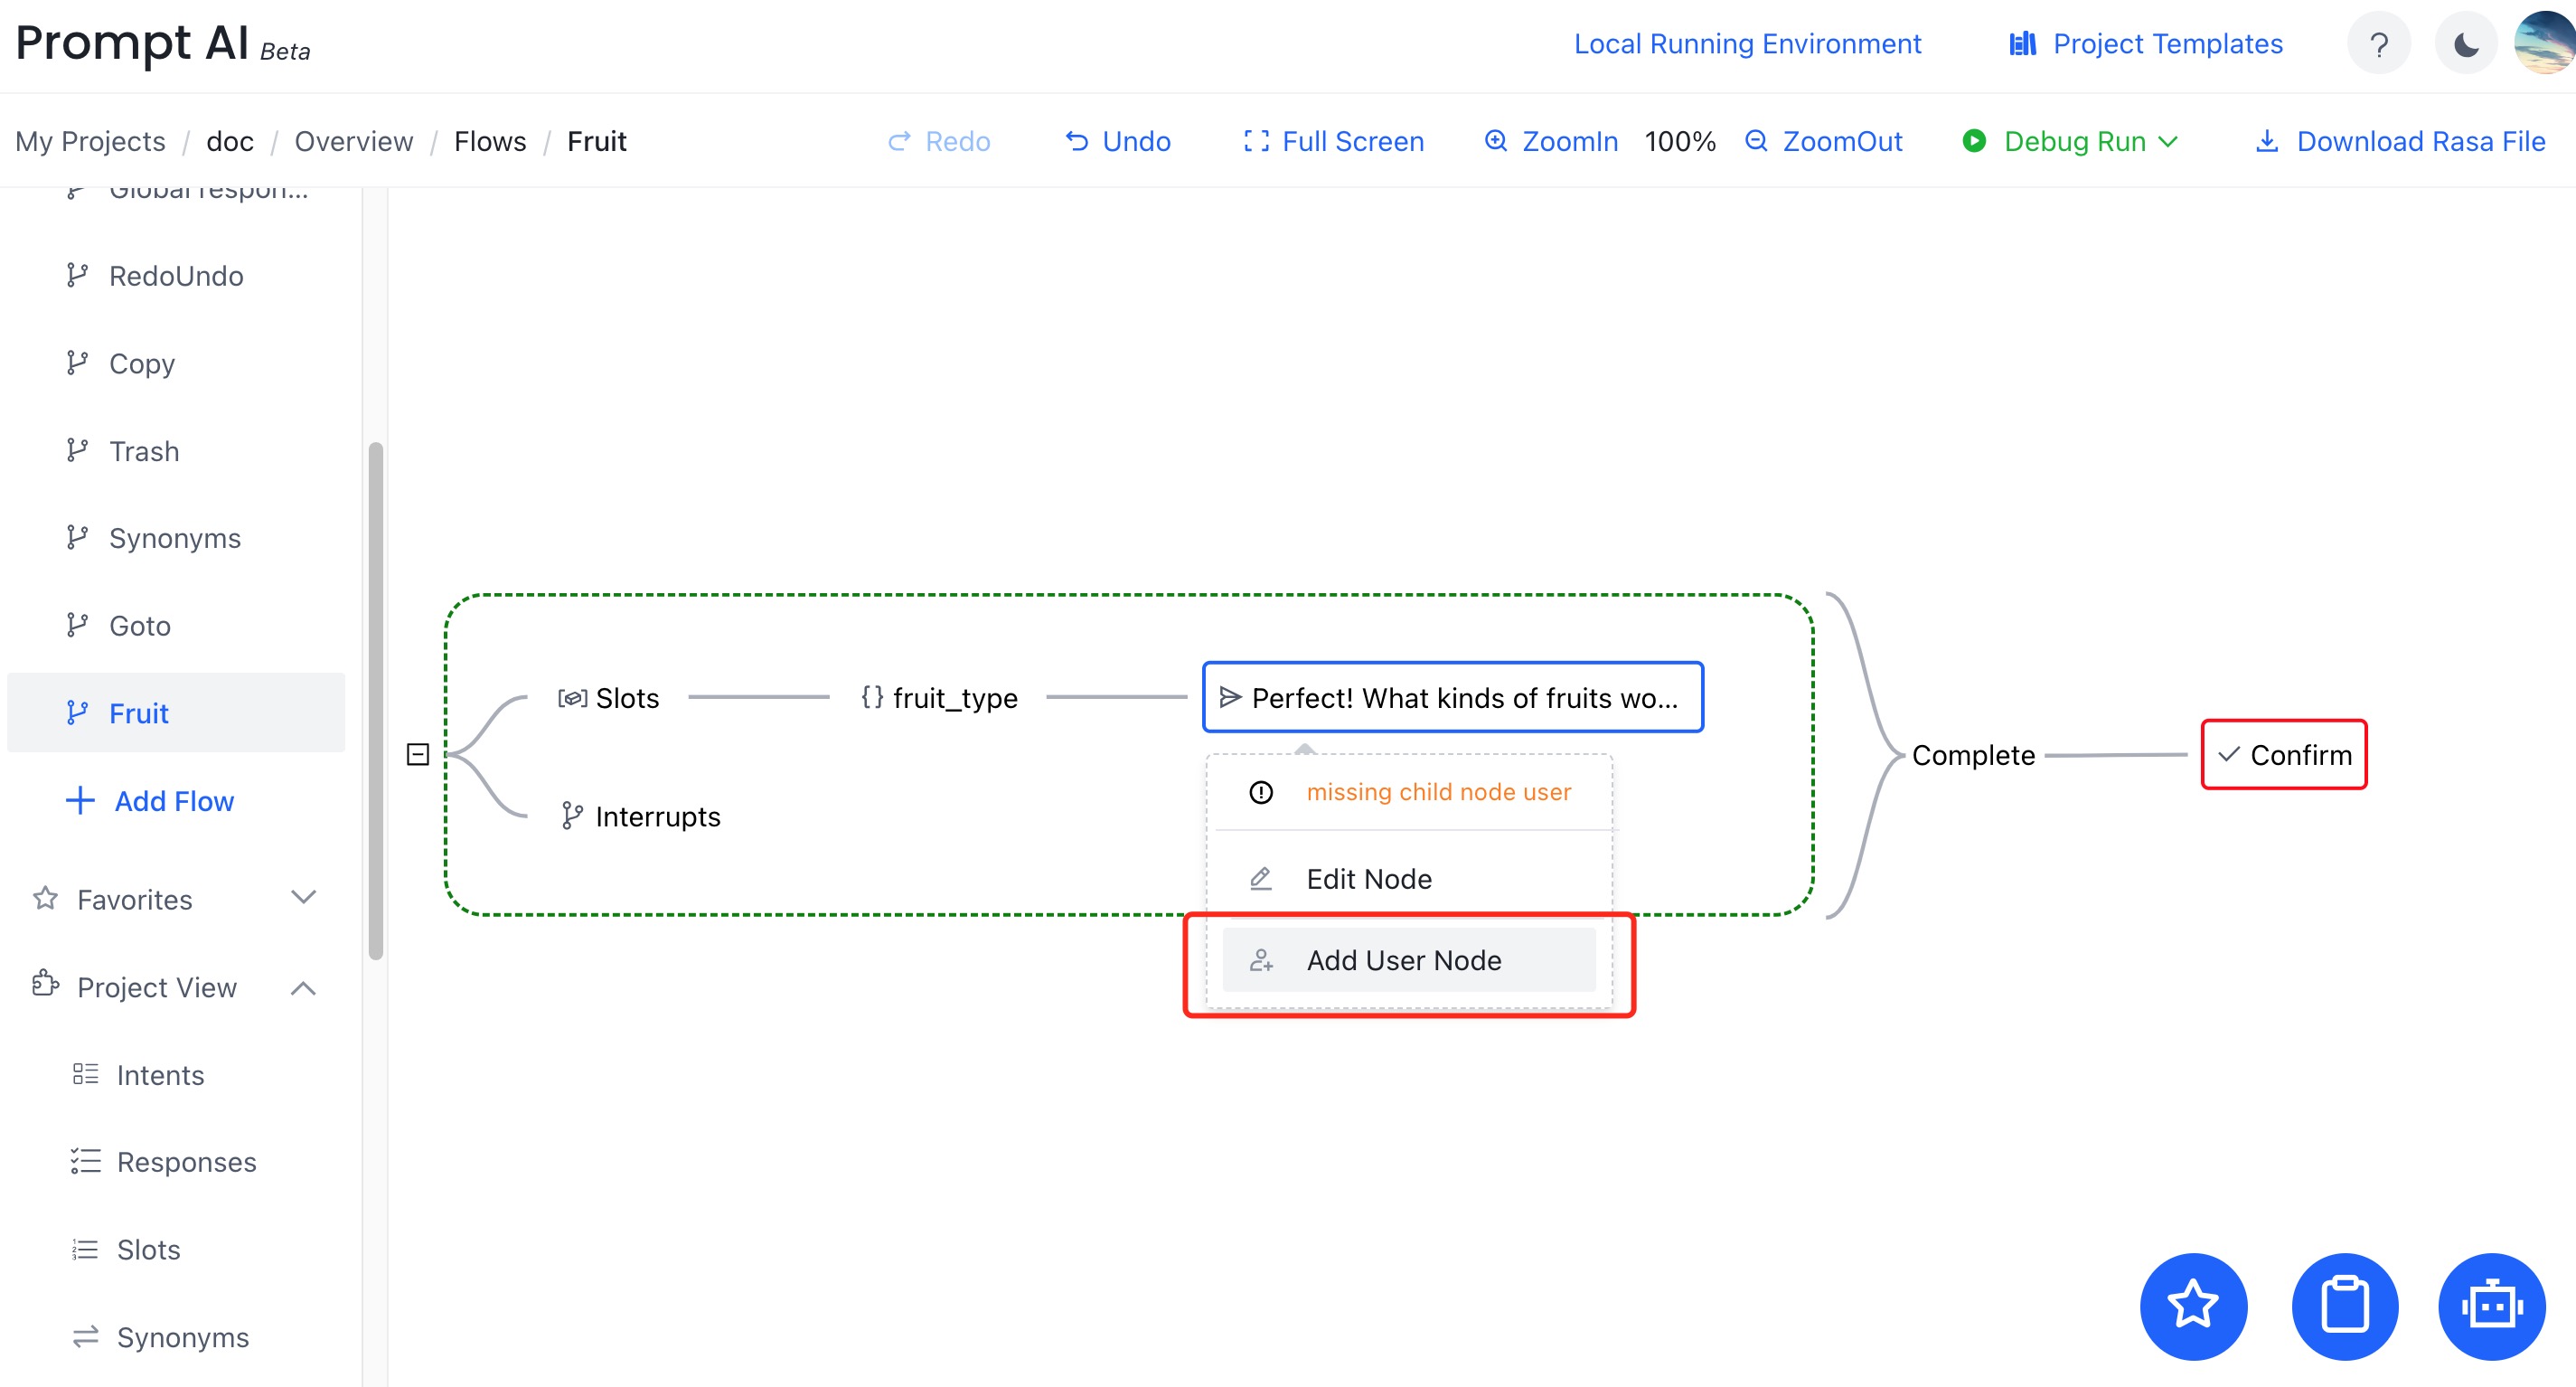 Prompt AI Beta
Local Running Environment
Project Templates
?
My Projects / doc / Overview / Flows / Fruit
Redo
Undo
Full Screen
ZoomIn 100% ZoomOut
Debug Run
Download Rasa File
Global respon...
RedoUndo
Copy
Trash
Synonyms
Goto
Fruit
Add Flow
Favorites
Project View
Intents
Responses
Slots
Synonyms
Slots
{} fruit_type
Perfect! What kinds of fruits wo...
Interrupts
missing child node user
Edit Node
Add User Node
Complete
Confirm